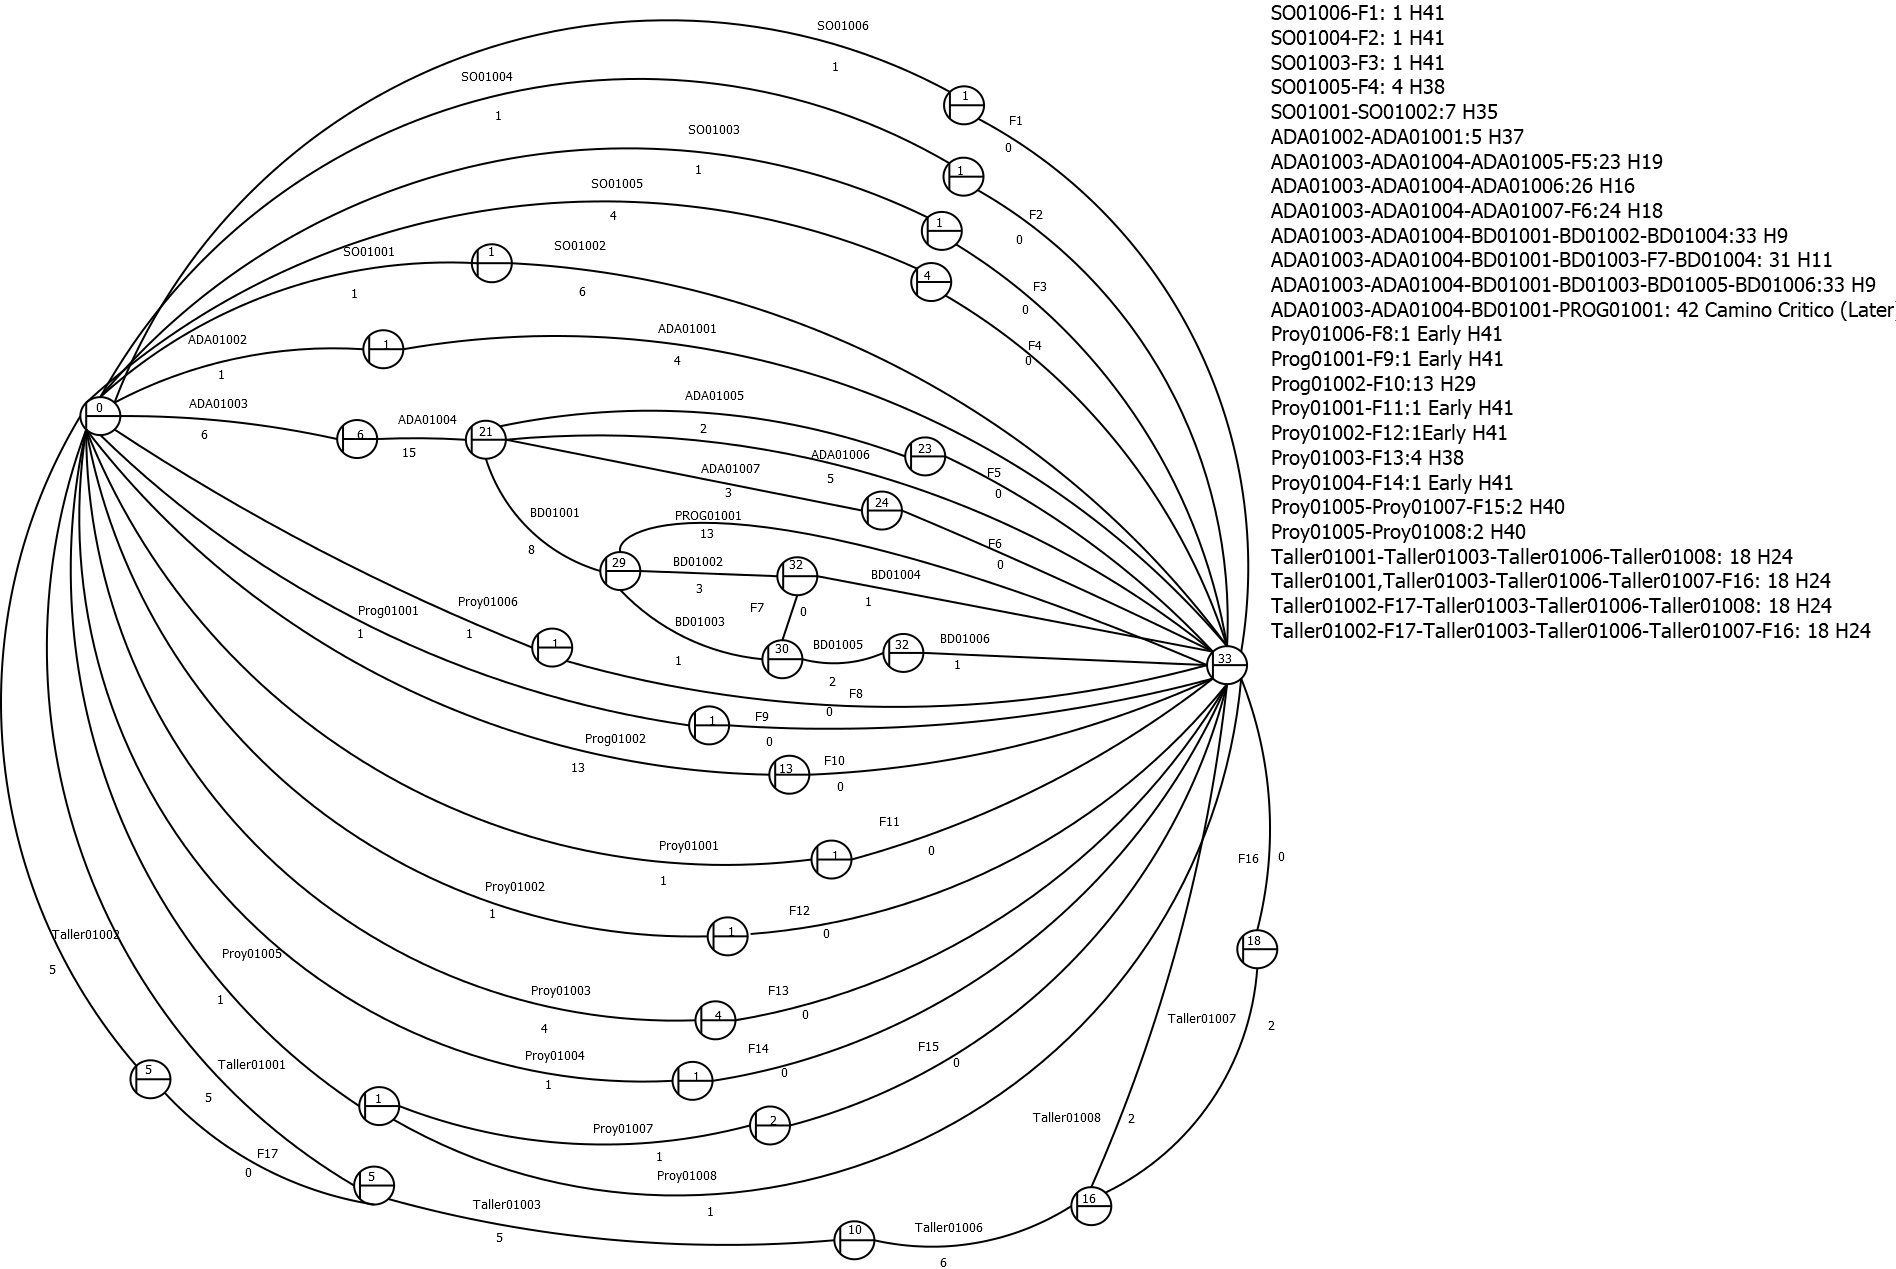 SO01006
1
SO01004
1
SO01003
1
SO01005
4
SO01001
1
1
SO01002
6
1
F1
0
1
F2
0
1
F3
0
4
F4
0
ADA01002
1
1
ADA01001
4
0
ADA01003
6
6
ADA01004
15
21
ADA01005
2
23
F5
0
ADA01006
5
ADA01007
3
24
F6
0
BD01001
8
29
PROG01001
13
BD01002
3
32
BD01004
1
F7
0
BD01003
1
30
BD01005
2
32
BD01006
1
33
Proy01006
1
1
F8
0
Prog01001
1
1
F9
0
Prog01002
13
13
F10
0
Proy01001
1
1
F11
0
Proy01002
1
1
F12
0
Proy01003
4
4
F13
0
Proy01004
1
1
F14
0
Proy01005
1
1
Proy01007
1
2
F15
0
Proy01008
1
Taller01002
5
5
F17
0
Taller01001
5
5
Taller01003
5
10
Taller01006
6
16
Taller01008
2
Taller01007
2
18
F16
0
SO01006-F1: 1 H41
SO01004-F2: 1 H41
SO01003-F3: 1 H41
SO01005-F4: 4 H38
SO01001-SO01002:7 H35
ADA01002-ADA01001:5 H37
ADA01003-ADA01004-ADA01005-F5:23 H19
ADA01003-ADA01004-ADA01006:26 H16
ADA01003-ADA01004-ADA01007-F6:24 H18
ADA01003-ADA01004-BD01001-BD01002-BD01004:33 H9
ADA01003-ADA01004-BD01001-BD01003-F7-BD01004: 31 H11
ADA01003-ADA01004-BD01001-BD01003-BD01005-BD01006:33 H9
ADA01003-ADA01004-BD01001-PROG01001: 42 Camino Critico (Later)
Proy01006-F8:1 Early H41
Prog01001-F9:1 Early H41
Prog01002-F10:13 H29
Proy01001-F11:1 Early H41
Proy01002-F12:1Early H41
Proy01003-F13:4 H38
Proy01004-F14:1 Early H41
Proy01005-Proy01007-F15:2 H40
Proy01005-Proy01008:2 H40
Taller01001-Taller01003-Taller01006-Taller01008: 18 H24
Taller01001,Taller01003-Taller01006-Taller01007-F16: 18 H24
Taller01002-F17-Taller01003-Taller01006-Taller01008: 18 H24
Taller01002-F17-Taller01003-Taller01006-Taller01007-F16: 18 H24